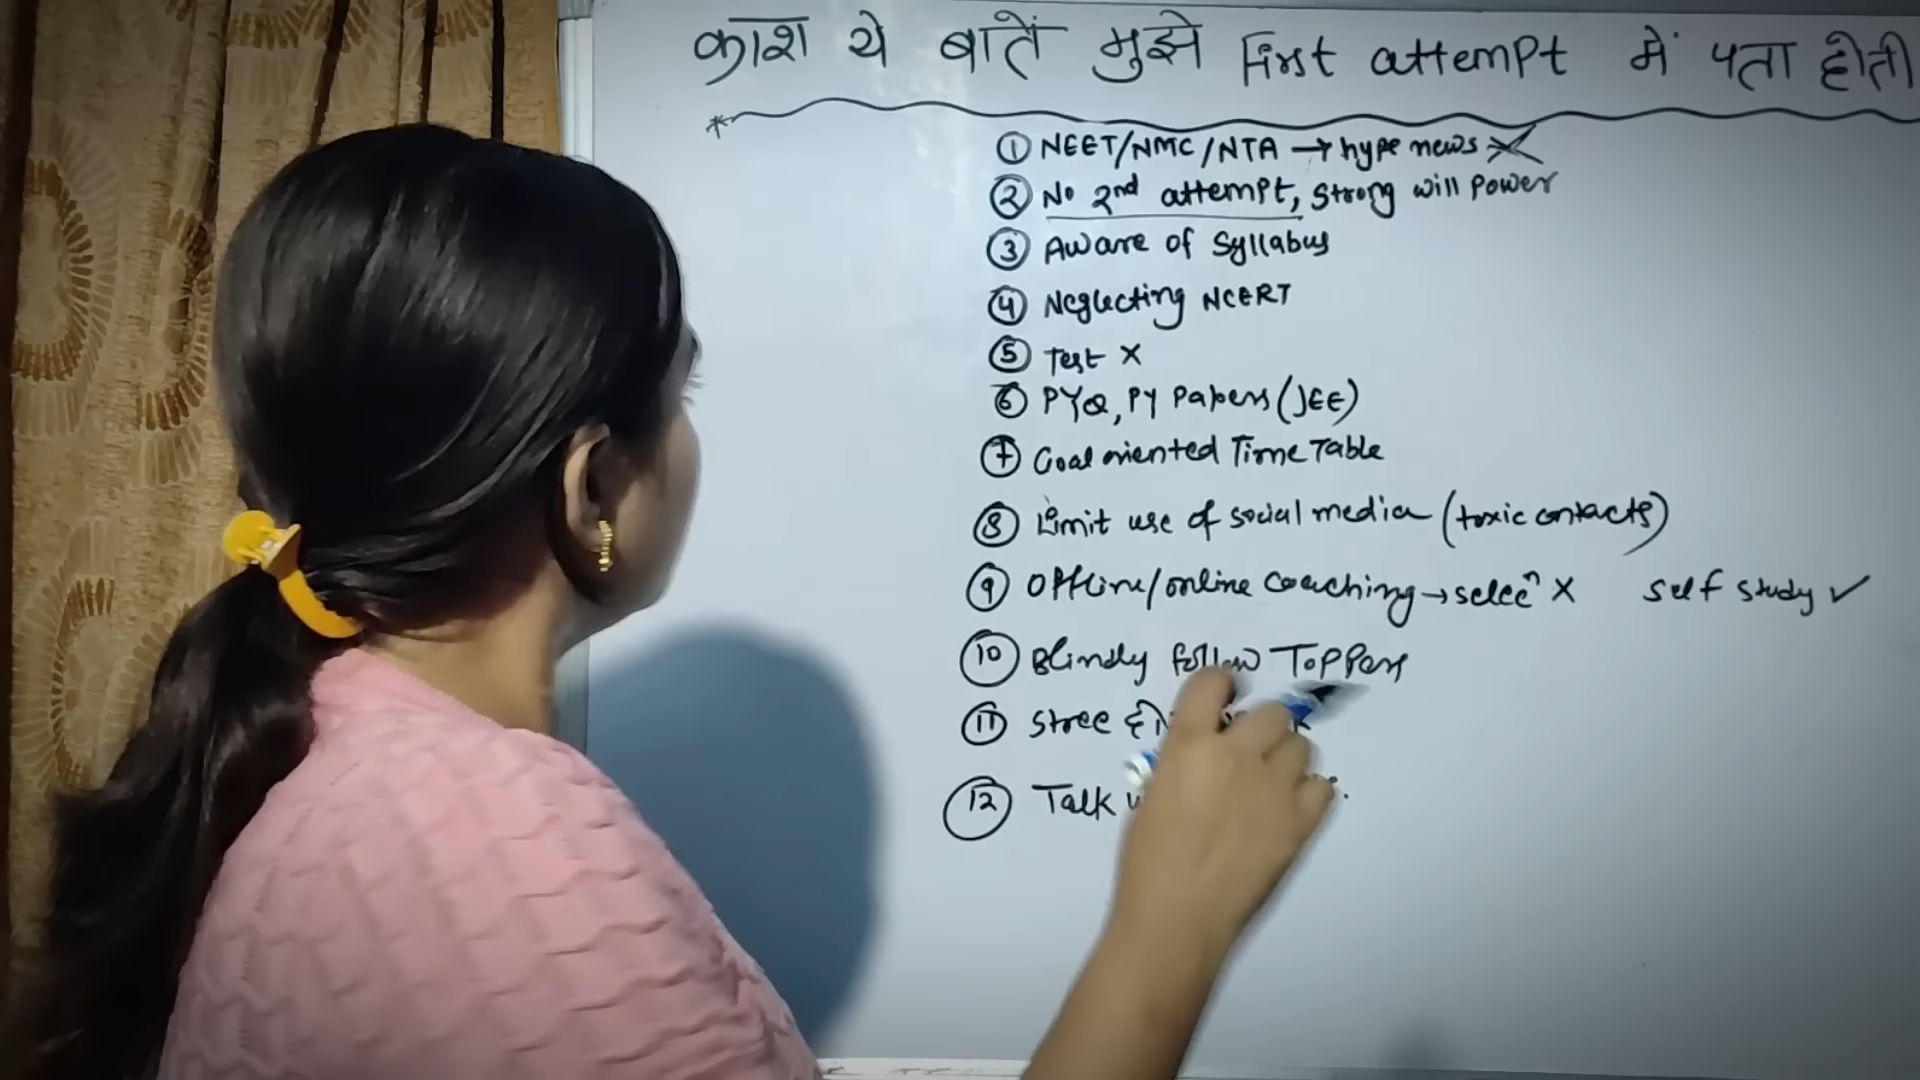 काश ये बातें मुझे First attempt में पता होती
① NEET/NMC/NTA → hype news ✗
② No 2nd attempt, Strong will Power
③ Aware of Syllabus
④ Neglecting NCERT
⑤ Test ×
⑥ PYQ, PY Papers (JEE)
⑦ Goal oriented Time Table
⑧ Limit use of social media (toxic contacts)
⑨ Offline/online coaching → selecⁿ × Self study ✓
⑩ Blindly follow Toppers
⑪ Stree
⑫ Talk